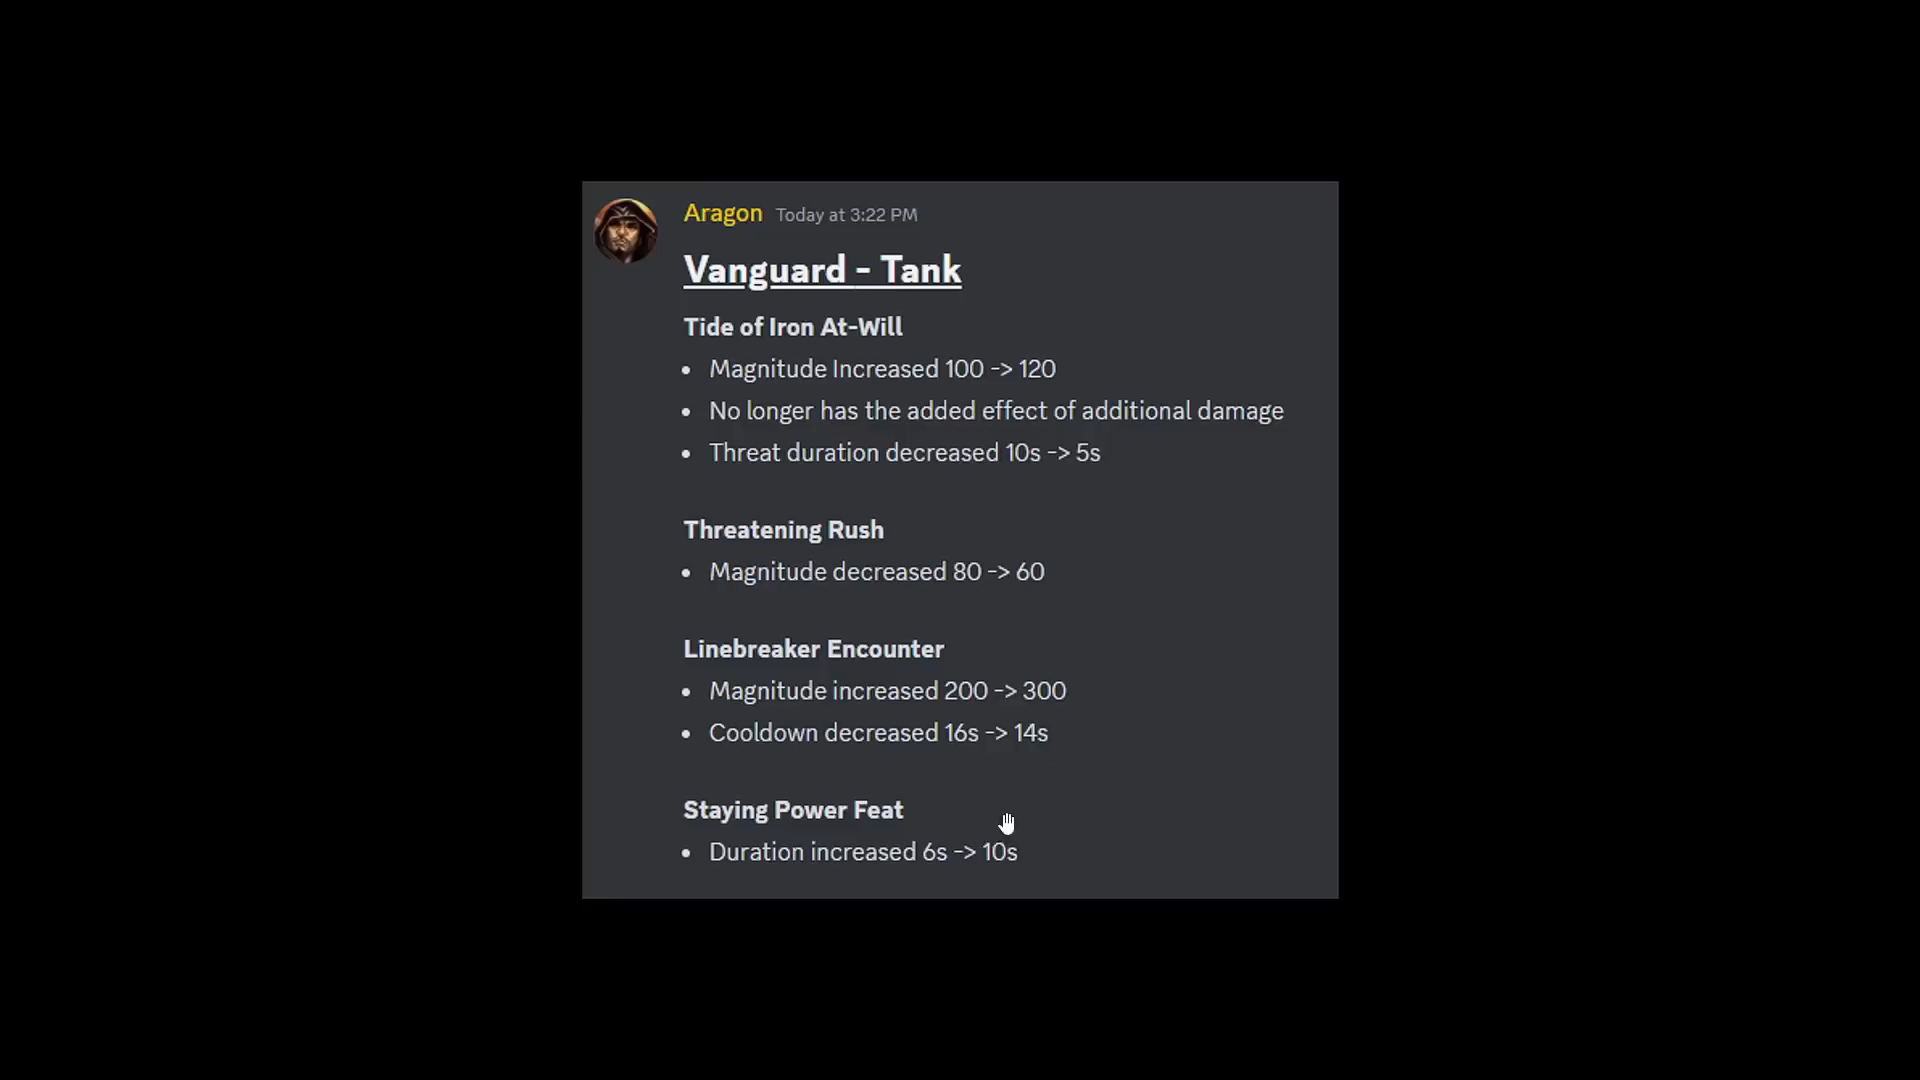 Aragon Today at 3:22 PM
Vanguard - Tank
Tide of Iron At-Will
• Magnitude Increased 100 -> 120
• No longer has the added effect of additional damage
• Threat duration decreased 10s -> 5s
Threatening Rush
• Magnitude decreased 80 -> 60
Linebreaker Encounter
• Magnitude increased 200 -> 300
• Cooldown decreased 16s -> 14s
Staying Power Feat
• Duration increased 6s -> 10s